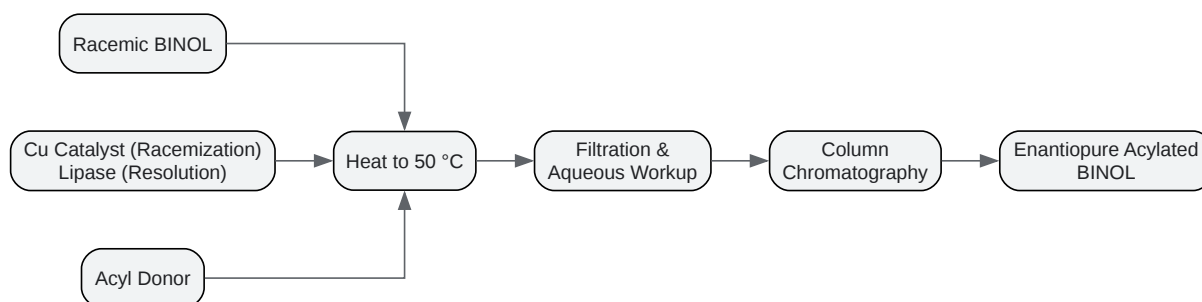 Racemic BINOL
Cu Catalyst (Racemization)
Lipase (Resolution)
Heat to 50 °C
Filtration &
Aqueous Workup
Column
Chromatography
Enantiopure Acylated
BINOL
Acyl Donor